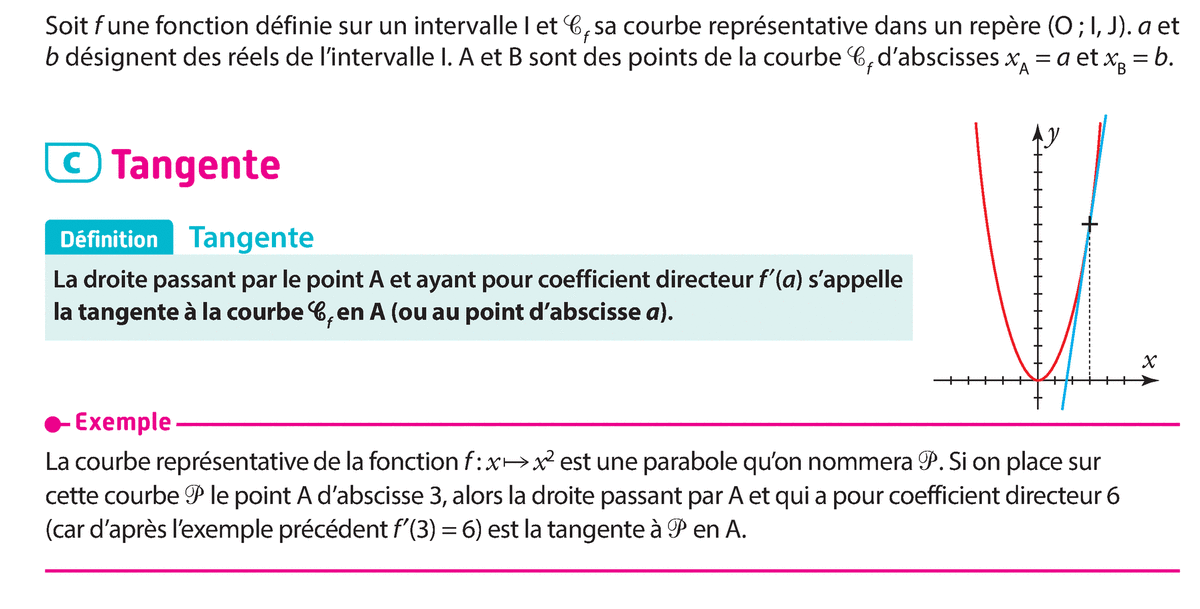 Soit f une fonction définie sur un intervalle I et 𝒞f sa courbe représentative dans un repère (O ; I, J). a et
b désignent des réels de l’intervalle I. A et B sont des points de la courbe 𝒞f d’abscisses xA = a et xB = b.
C Tangente
Définition Tangente
La droite passant par le point A et ayant pour coefficient directeur f′(a) s’appelle
la tangente à la courbe 𝒞f en A (ou au point d’abscisse a).
y
x
Exemple
La courbe représentative de la fonction f : x ↦ x² est une parabole qu’on nommera 𝒫. Si on place sur
cette courbe 𝒫 le point A d’abscisse 3, alors la droite passant par A et qui a pour coefficient directeur 6
(car d’après l’exemple précédent f′(3) = 6) est la tangente à 𝒫 en A.